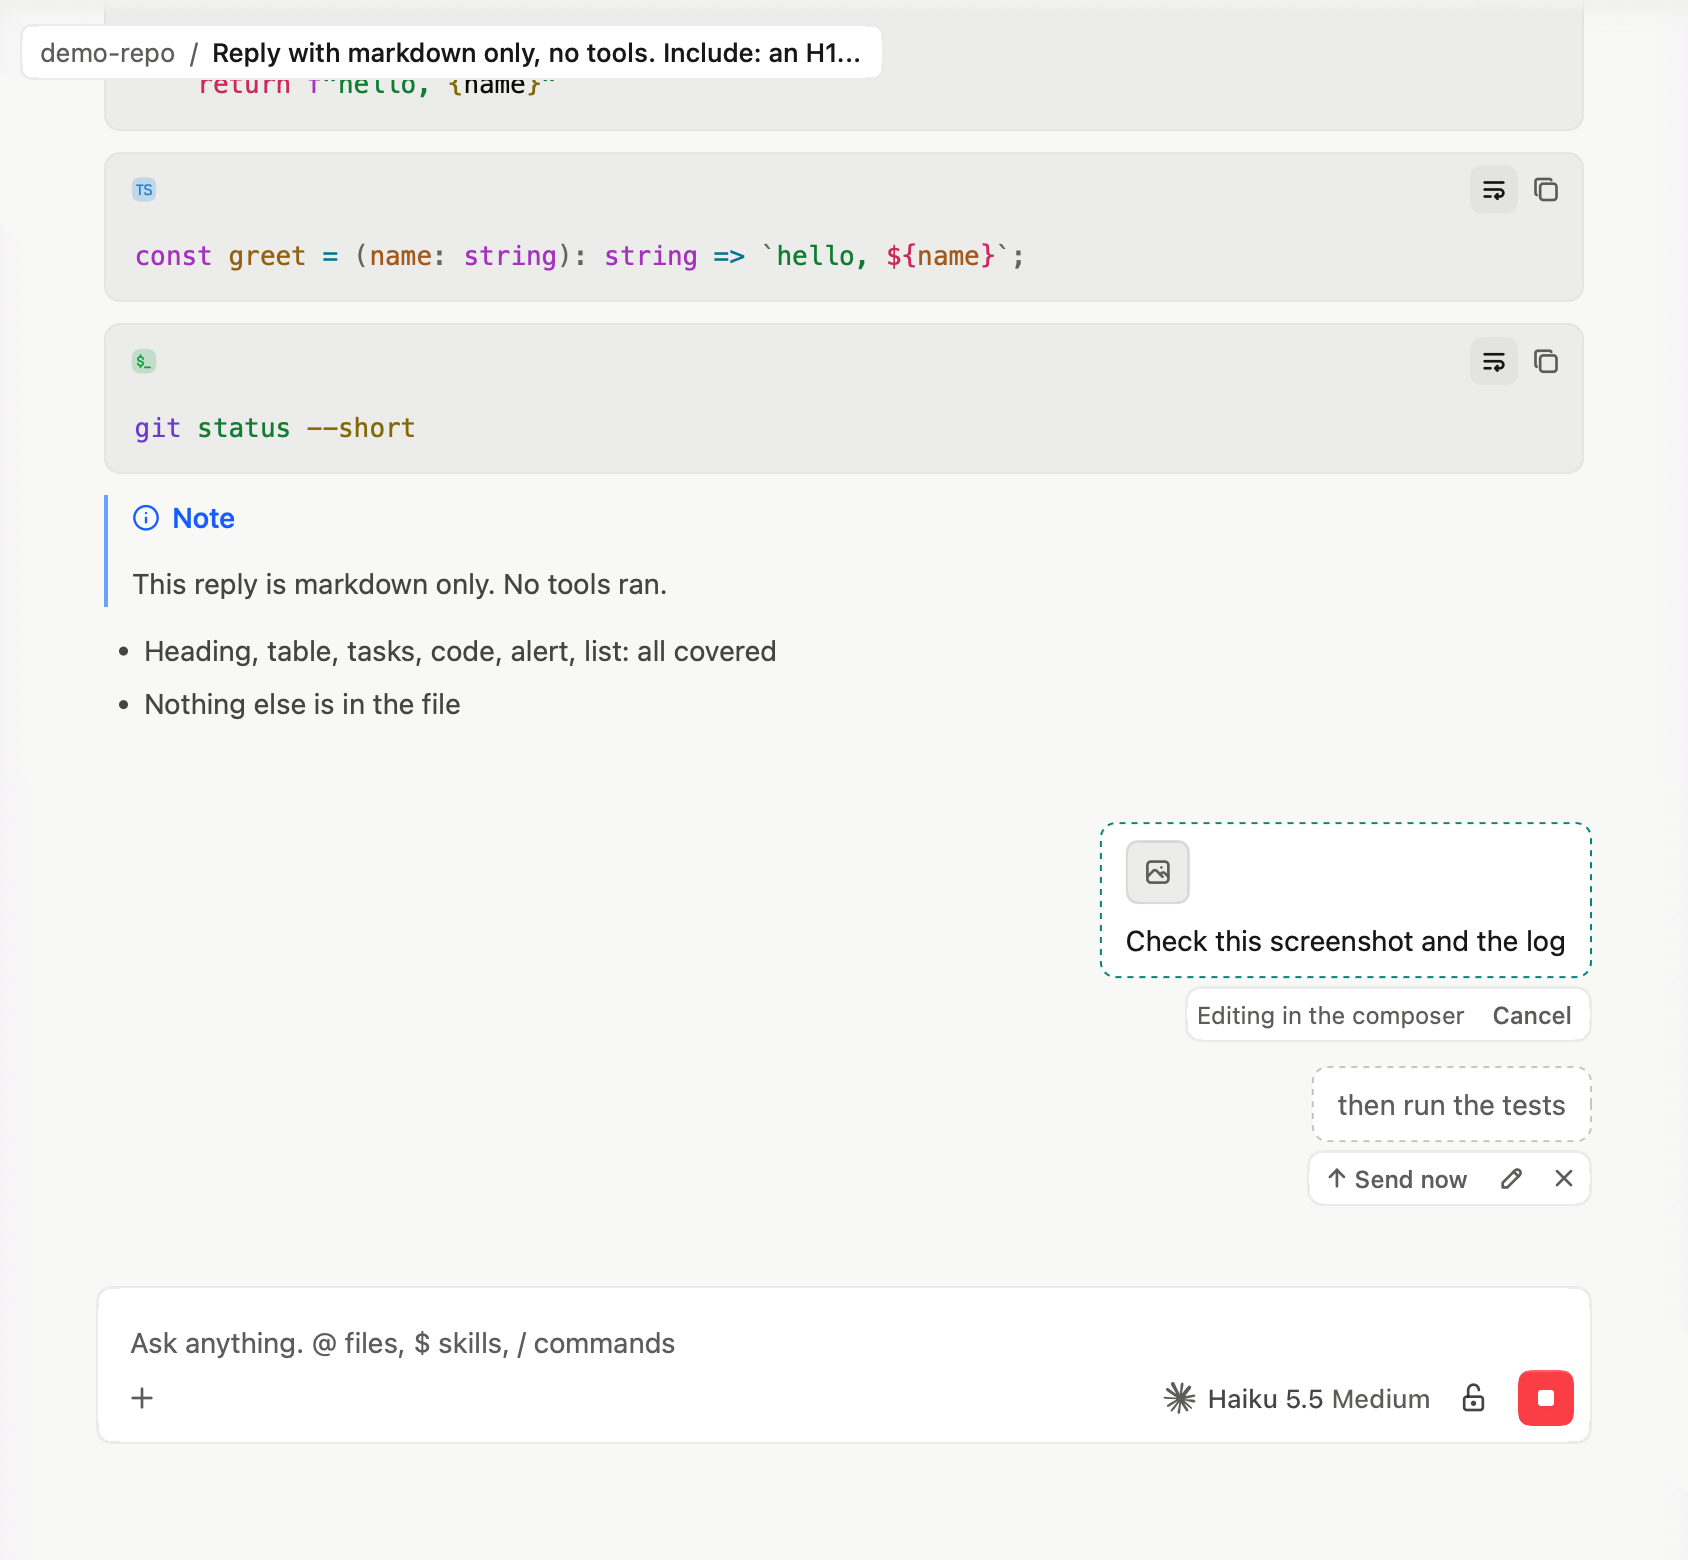 demo-repo / Reply with markdown only, no tools. Include: an H1...
return f"hello, {name}"
TS
const greet = (name: string): string => `hello, ${name}`;
$_
git status --short
Note
This reply is markdown only. No tools ran.
• Heading, table, tasks, code, alert, list: all covered
• Nothing else is in the file
Check this screenshot and the log
Editing in the composer Cancel
then run the tests
Send now
Ask anything. @ files, $ skills, / commands
Haiku 5.5 Medium